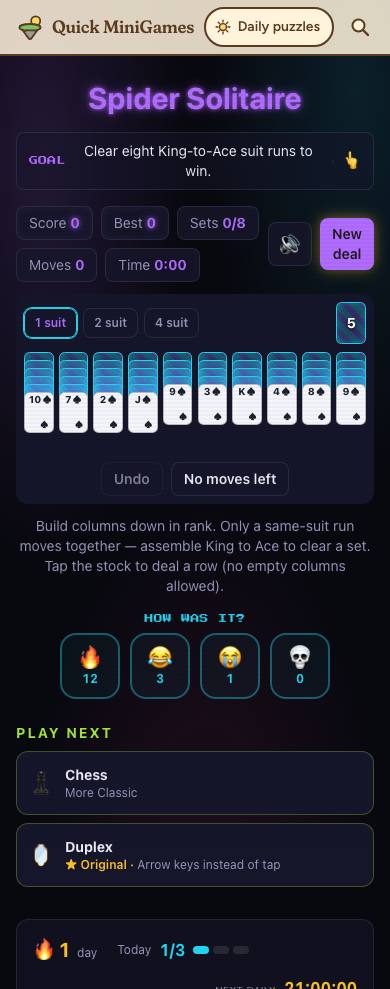 Quick MiniGames
Daily puzzles
Spider Solitaire
GOAL
Clear eight King-to-Ace suit runs to
win.
Score 0
Best 0
Sets 0/8
Moves 0
Time 0:00
New
deal
1 suit
2 suit
4 suit
5
10♠ 7♠ 2♠ J♠ 9♠ 3♠ K♠ 4♠ 8♠ 9♠
Undo
No moves left
Build columns down in rank. Only a same-suit run
moves together — assemble King to Ace to clear a set.
Tap the stock to deal a row (no empty columns
allowed).
HOW WAS IT?
12
3
1
0
PLAY NEXT
Chess
More Classic
Duplex
Original · Arrow keys instead of tap
1 day
Today 1/3
NEXT DAILY 21:00:00